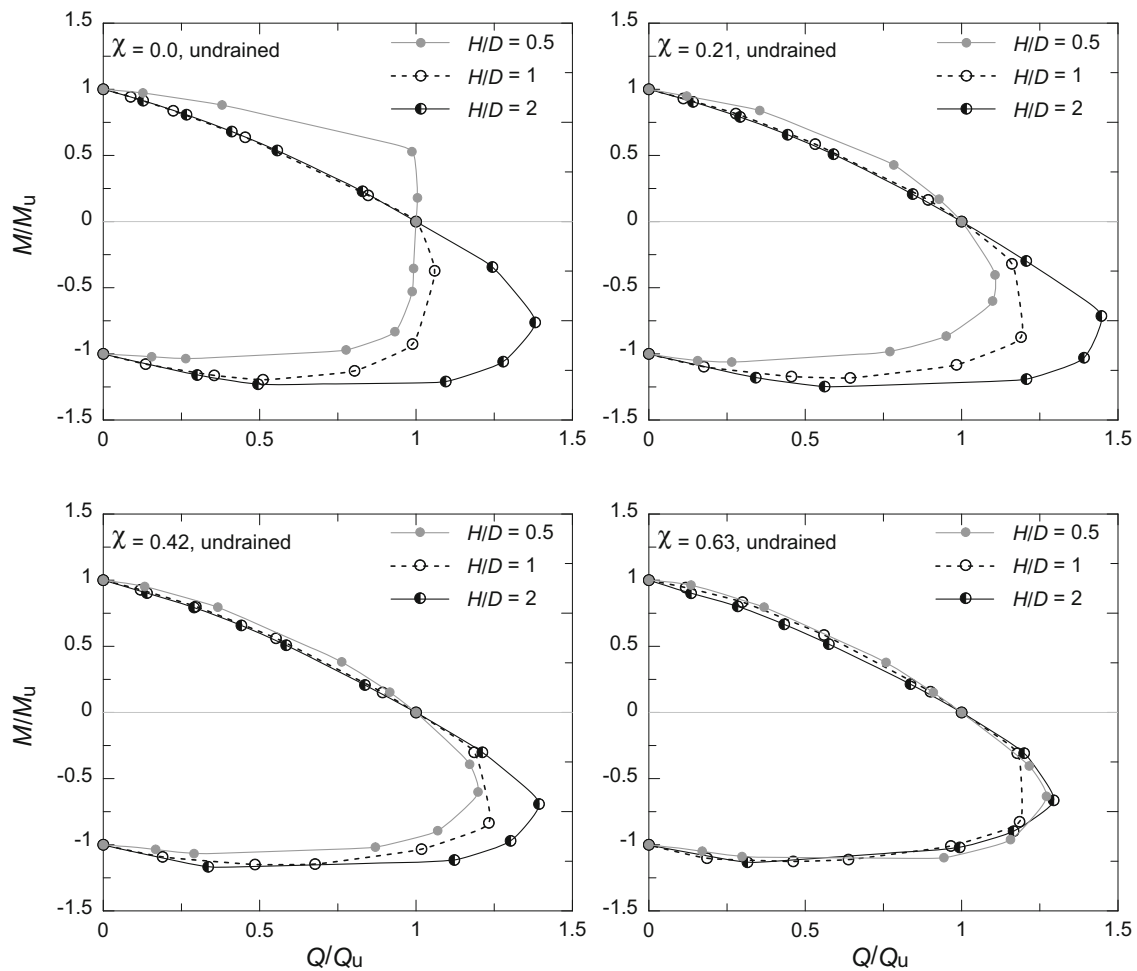 χ = 0.0, undrained
H/D = 0.5
H/D = 1
H/D = 2
1.5
1
0.5
0
-0.5
-1
-1.5
M/Mu
0
0.5
1
1.5
χ = 0.21, undrained
H/D = 0.5
H/D = 1
H/D = 2
1.5
1
0.5
0
-0.5
-1
-1.5
0
0.5
1
1.5
χ = 0.42, undrained
H/D = 0.5
H/D = 1
H/D = 2
1.5
1
0.5
0
-0.5
-1
-1.5
M/Mu
0
0.5
1
1.5
Q/Qu
χ = 0.63, undrained
H/D = 0.5
H/D = 1
H/D = 2
1.5
1
0.5
0
-0.5
-1
-1.5
0
0.5
1
1.5
Q/Qu